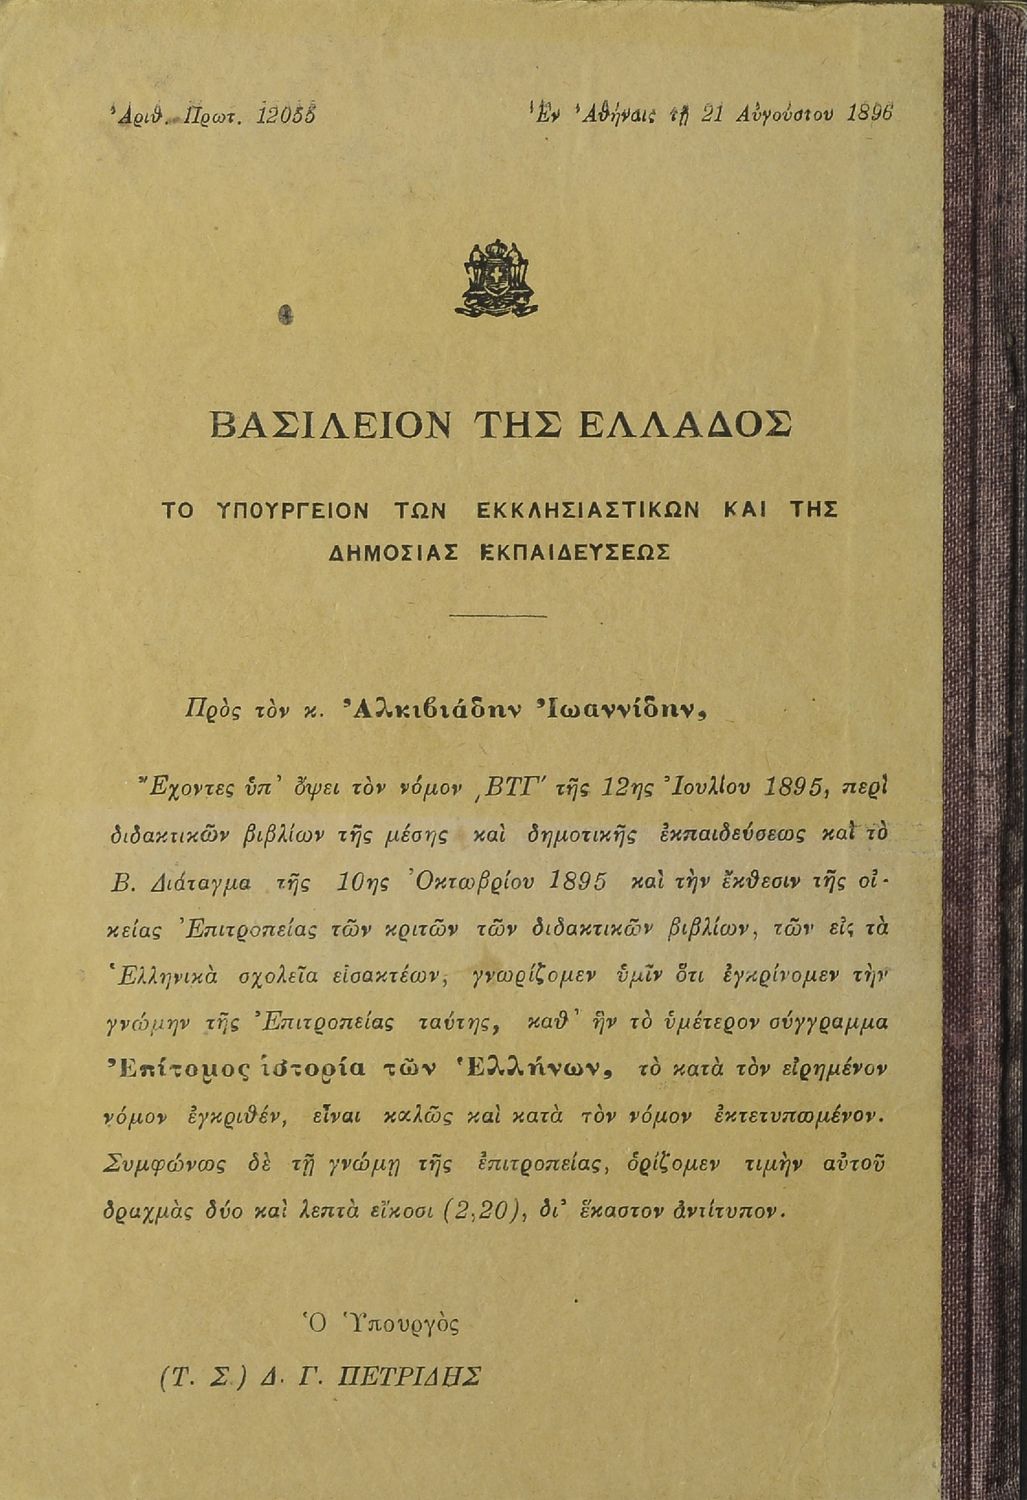 Ἀριθ. Πρωτ. 12055
Ἐν Ἀθήναις τῇ 21 Αὐγούστου 1896
ΒΑΣΙΛΕΙΟΝ ΤΗΣ ΕΛΛΑΔΟΣ
ΤΟ ΥΠΟΥΡΓΕΙΟΝ ΤΩΝ ΕΚΚΛΗΣΙΑΣΤΙΚΩΝ ΚΑΙ ΤΗΣ
ΔΗΜΟΣΙΑΣ ΕΚΠΑΙΔΕΥΣΕΩΣ
Πρὸς τὸν κ. Ἀλκιβιάδην Ἰωαννίδην,
Ἔχοντες ὑπ' ὄψει τὸν νόμον ͵ΒΤΓ' τῆς 12ης Ἰουλίου 1895, περὶ
διδακτικῶν βιβλίων τῆς μέσης καὶ δημοτικῆς ἐκπαιδεύσεως καὶ τὸ
Β. Διάταγμα τῆς 10ης Ὀκτωβρίου 1895 καὶ τὴν ἔκθεσιν τῆς οἰ-
κείας Ἐπιτροπείας τῶν κριτῶν τῶν διδακτικῶν βιβλίων, τῶν εἰς τὰ
Ἑλληνικὰ σχολεῖα εἰσακτέων, γνωρίζομεν ὑμῖν ὅτι ἐγκρίνομεν τὴν
γνώμην τῆς Ἐπιτροπείας ταύτης, καθ' ἣν τὸ ὑμέτερον σύγγραμμα
Ἐπίτομος ἱστορία τῶν Ἑλλήνων, τὸ κατὰ τὸν εἰρημένον
νόμον ἐγκριθέν, εἶναι καλῶς καὶ κατὰ τὸν νόμον ἐκτετυπωμένον.
Συμφώνως δὲ τῇ γνώμῃ τῆς ἐπιτροπείας, ὁρίζομεν τιμὴν αὐτοῦ
δραχμὰς δύο καὶ λεπτὰ εἴκοσι (2,20), δι' ἕκαστον ἀντίτυπον.
Ὁ Ὑπουργὸς
(Τ. Σ.) Δ. Γ. ΠΕΤΡΙΔΗΣ